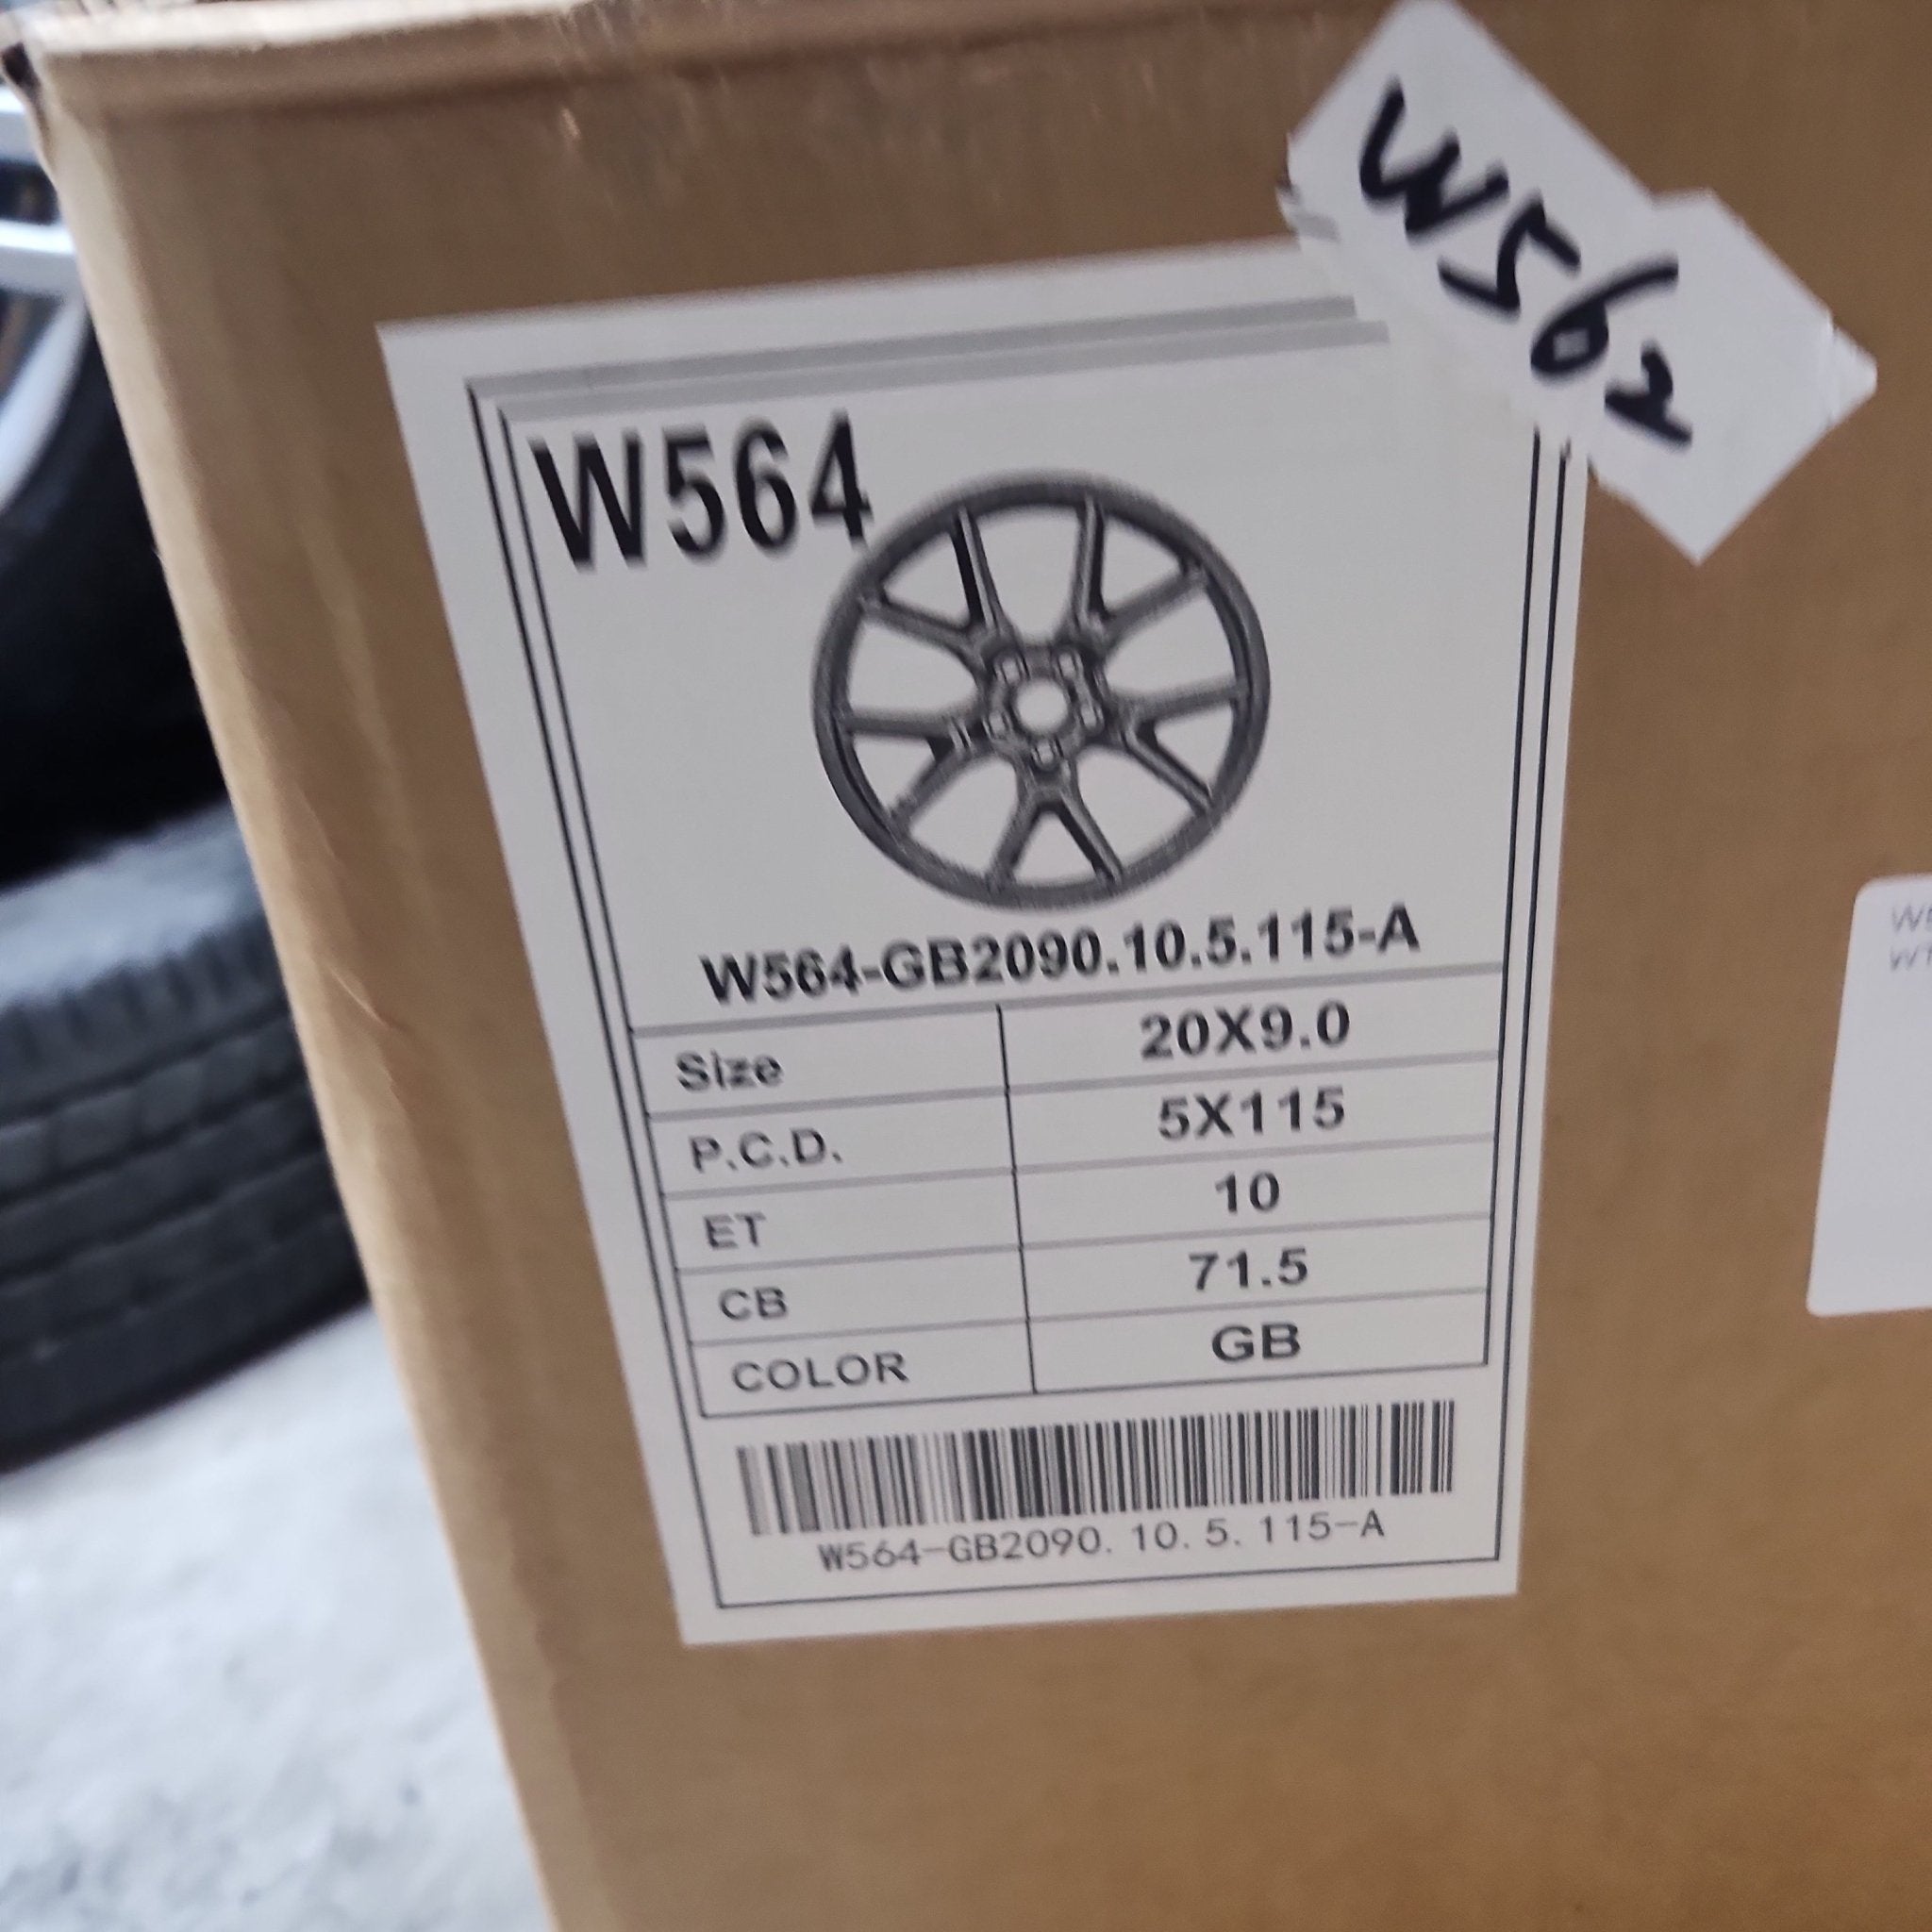 W562
W564
W564-GB2090.10.5.115-A
Size 20X9.0
P.C.D. 5X115
ET 10
CB 71.5
COLOR GB
W564-GB2090.10.5.115-A